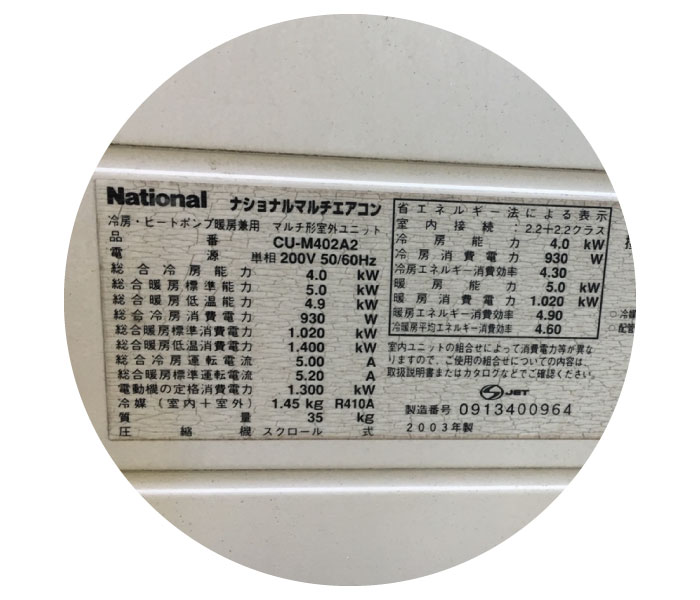 National ナショナルマルチエアコン
冷房・ヒートポンプ暖房兼用 マルチ形室外ユニット
品番 CU-M402A2
電源 単相 200V 50/60Hz
総合冷房能力 4.0 kW
総合暖房標準能力 5.0 kW
総合暖房低温能力 4.9 kW
総合冷房消費電力 930 W
総合暖房標準消費電力 1.020 kW
総合暖房低温消費電力 1.400 kW
総合冷房運転電流 5.00 A
総合暖房標準運転電流 5.20 A
電動機の定格消費電力 1.300 kW
冷媒(室内+室外) 1.45 kg R410A
質量 35 kg
圧縮機 スクロール式
省エネルギー法による表示
室内接続: 2.2+2.2クラス
冷房能力 4.0 kW
冷房消費電力 930 W
冷房エネルギー消費効率 4.30
暖房能力 5.0 kW
暖房消費電力 1.020 kW
暖房エネルギー消費効率 4.90
冷暖房平均エネルギー消費効率 4.60
室内ユニットの組合せによって消費電力等が異な
りますので、ご使用の組合せについての内容は、
取扱説明書またはカタログなどでご確認ください。
JET
製造番号 0913400964
2003年製
○冷
○配管